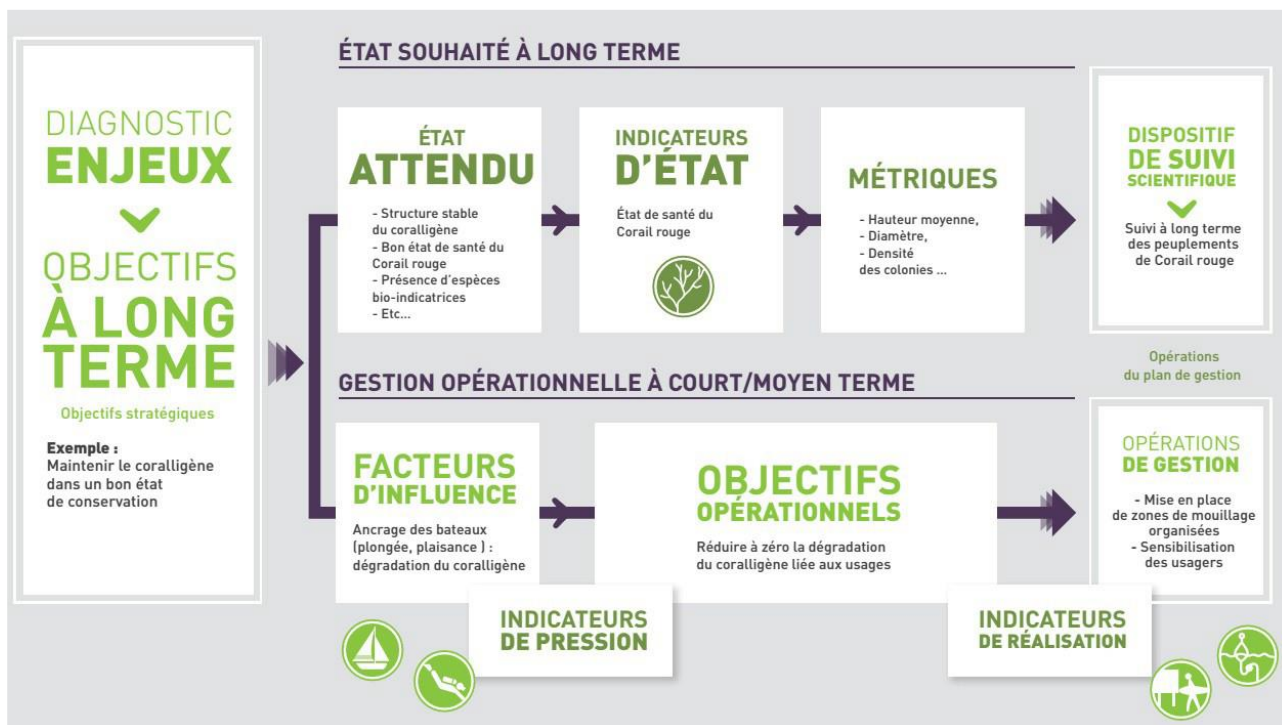 DIAGNOSTIC
ENJEUX
OBJECTIFS
À LONG
TERME
Objectifs stratégiques
Exemple :
Maintenir le coralligène
dans un bon état
de conservation
ÉTAT SOUHAITÉ À LONG TERME
ÉTAT
ATTENDU
- Structure stable
du coralligène
- Bon état de santé du
Corail rouge
- Présence d'espèces
bio-indicatrices
- Etc...
INDICATEURS
D'ÉTAT
État de santé du
Corail rouge
MÉTRIQUES
- Hauteur moyenne,
- Diamètre,
- Densité
des colonies ...
DISPOSITIF
DE SUIVI
SCIENTIFIQUE
Suivi à long terme
des peuplements
de Corail rouge
Opérations
du plan de gestion
GESTION OPÉRATIONNELLE À COURT/MOYEN TERME
FACTEURS
D'INFLUENCE
Ancrage des bateaux
(plongée, plaisance ) :
dégradation du coralligène
OBJECTIFS
OPÉRATIONNELS
Réduire à zéro la dégradation
du coralligène liée aux usages
OPÉRATIONS
DE GESTION
- Mise en place
de zones de mouillage
organisées
- Sensibilisation
des usagers
INDICATEURS
DE PRESSION
INDICATEURS
DE RÉALISATION